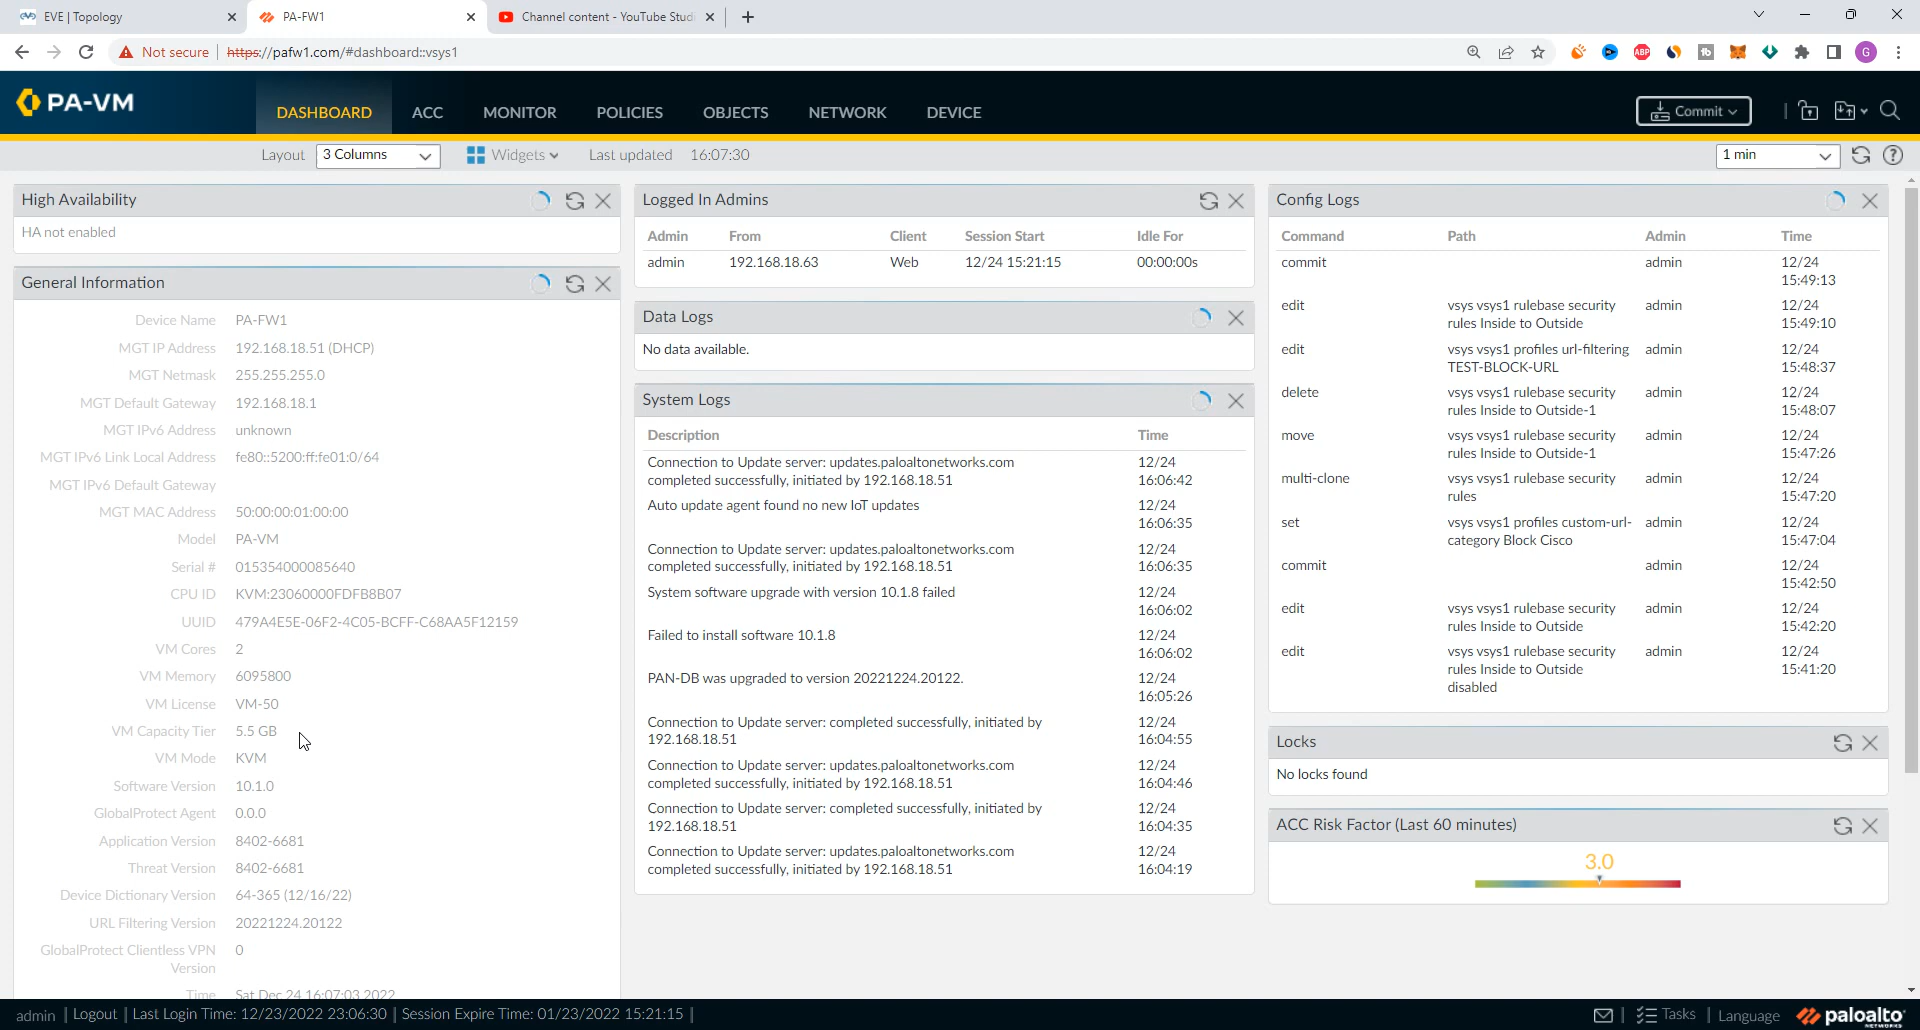 EVE | Topology
PA-FW1
Channel content - YouTube Studi
Not secure | https://pafw1.com/#dashboard::vsys1
ABP
G
PA-VM
DASHBOARD ACC MONITOR POLICIES OBJECTS NETWORK DEVICE
Commit
Layout 3 Columns Widgets Last updated 16:07:30
1 min
High Availability
HA not enabled
General Information
Device Name PA-FW1
MGT IP Address 192.168.18.51 (DHCP)
MGT Netmask 255.255.255.0
MGT Default Gateway 192.168.18.1
MGT IPv6 Address unknown
MGT IPv6 Link Local Address fe80::5200:ff:fe01:0/64
MGT IPv6 Default Gateway
MGT MAC Address 50:00:00:01:00:00
Model PA-VM
Serial # 015354000085640
CPU ID KVM:23060000FDFB8B07
UUID 479A4E5E-06F2-4C05-BCFF-C68AA5F12159
VM Cores 2
VM Memory 6095800
VM License VM-50
VM Capacity Tier 5.5 GB
VM Mode KVM
Software Version 10.1.0
GlobalProtect Agent 0.0.0
Application Version 8402-6681
Threat Version 8402-6681
Device Dictionary Version 64-365 (12/16/22)
URL Filtering Version 20221224.20122
GlobalProtect Clientless VPN 0
Version
Time Sat Dec 24 16:07:03 2022
Logged In Admins
Admin From Client Session Start Idle For
admin 192.168.18.63 Web 12/24 15:21:15 00:00:00s
Data Logs
No data available.
System Logs
Description Time
Connection to Update server: updates.paloaltonetworks.com 12/24
completed successfully, initiated by 192.168.18.51 16:06:42
Auto update agent found no new IoT updates 12/24
16:06:35
Connection to Update server: updates.paloaltonetworks.com 12/24
completed successfully, initiated by 192.168.18.51 16:06:35
System software upgrade with version 10.1.8 failed 12/24
16:06:02
Failed to install software 10.1.8 12/24
16:06:02
PAN-DB was upgraded to version 20221224.20122. 12/24
16:05:26
Connection to Update server: completed successfully, initiated by 12/24
192.168.18.51 16:04:55
Connection to Update server: updates.paloaltonetworks.com 12/24
completed successfully, initiated by 192.168.18.51 16:04:46
Connection to Update server: completed successfully, initiated by 12/24
192.168.18.51 16:04:35
Connection to Update server: updates.paloaltonetworks.com 12/24
completed successfully, initiated by 192.168.18.51 16:04:19
Config Logs
Command Path Admin Time
commit admin 12/24
15:49:13
edit vsys vsys1 rulebase security admin 12/24
rules Inside to Outside 15:49:10
edit vsys vsys1 profiles url-filtering admin 12/24
TEST-BLOCK-URL 15:48:37
delete vsys vsys1 rulebase security admin 12/24
rules Inside to Outside-1 15:48:07
move vsys vsys1 rulebase security admin 12/24
rules Inside to Outside-1 15:47:26
multi-clone vsys vsys1 rulebase security admin 12/24
rules 15:47:20
set vsys vsys1 profiles custom-url- admin 12/24
category Block Cisco 15:47:04
commit admin 12/24
15:42:50
edit vsys vsys1 rulebase security admin 12/24
rules Inside to Outside 15:42:20
edit vsys vsys1 rulebase security admin 12/24
rules Inside to Outside 15:41:20
disabled
Locks
No locks found
ACC Risk Factor (Last 60 minutes)
3.0
admin | Logout | Last Login Time: 12/23/2022 23:06:30 | Session Expire Time: 01/23/2022 15:21:15 |
Tasks | Language
paloalto
NETWORKS